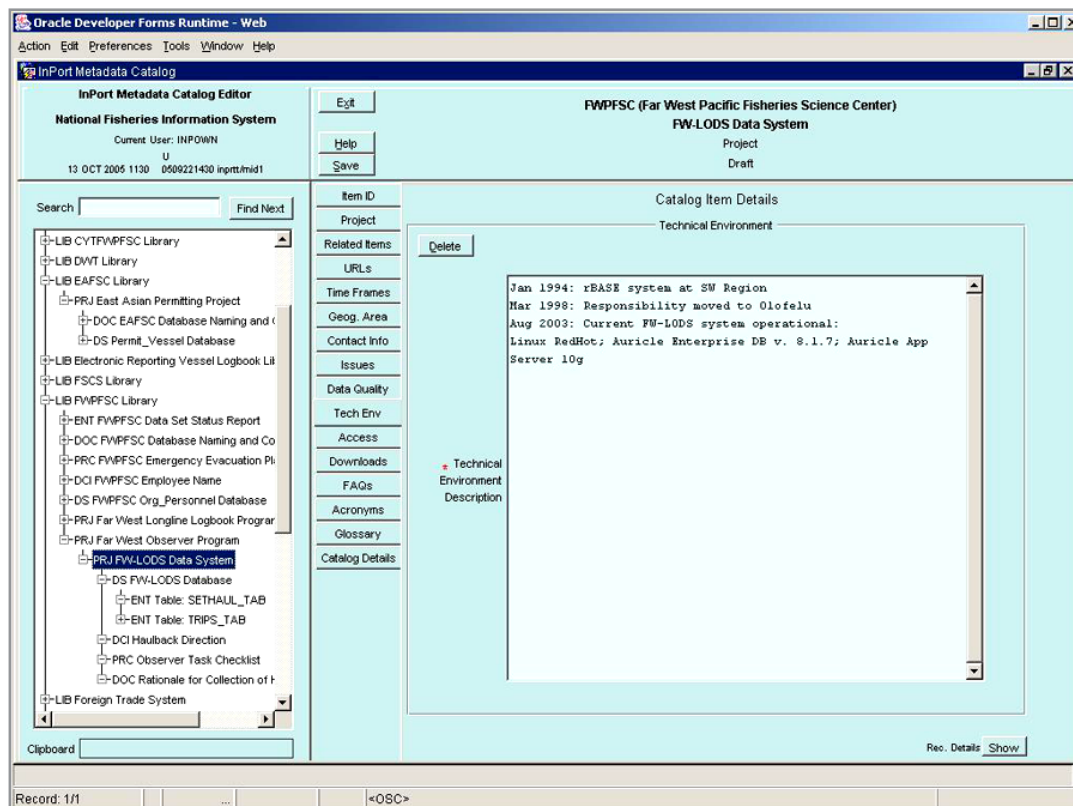 Oracle Developer Forms Runtime - Web
Action Edit Preferences Tools Window Help
InPort Metadata Catalog
InPort Metadata Catalog Editor
National Fisheries Information System
Current User: INPOWN
U
13 OCT 2005 1130 0509221430 inprtt/mid1
Exit
Help
Save
FWPFSC (Far West Pacific Fisheries Science Center)
FW-LODS Data System
Project
Draft
Search
Find Next
LIB CYTFWPFSC Library
LIB DWT Library
LIB EAFSC Library
PRJ East Asian Permitting Project
DOC EAFSC Database Naming and C
DS Permit_Vessel Database
LIB Electronic Reporting Vessel Logbook Lib
LIB FSCS Library
LIB FWPFSC Library
ENT FWPFSC Data Set Status Report
DOC FWPFSC Database Naming and Co
PRC FWPFSC Emergency Evacuation Pla
DCI FWPFSC Employee Name
DS FWPFSC Org_Personnel Database
PRJ Far West Longline Logbook Program
PRJ Far West Observer Program
PRJ FW-LODS Data System
DS FW-LODS Database
ENT Table: SETHAUL_TAB
ENT Table: TRIPS_TAB
DCI Haulback Direction
PRC Observer Task Checklist
DOC Rationale for Collection of H
LIB Foreign Trade System
Clipboard
Item ID
Project
Related Items
URLs
Time Frames
Geog. Area
Contact Info
Issues
Data Quality
Tech Env
Access
Downloads
FAQs
Acronyms
Glossary
Catalog Details
Catalog Item Details
Technical Environment
Delete
Jan 1994: rBASE system at SW Region
Mar 1998: Responsibility moved to Olofelu
Aug 2003: Current FW-LODS system operational:
Linux RedHot; Auricle Enterprise DB v. 8.1.7; Auricle App
Server 10g
* Technical
Environment
Description
Rec. Details Show
Record: 1/1
...
<OSC>